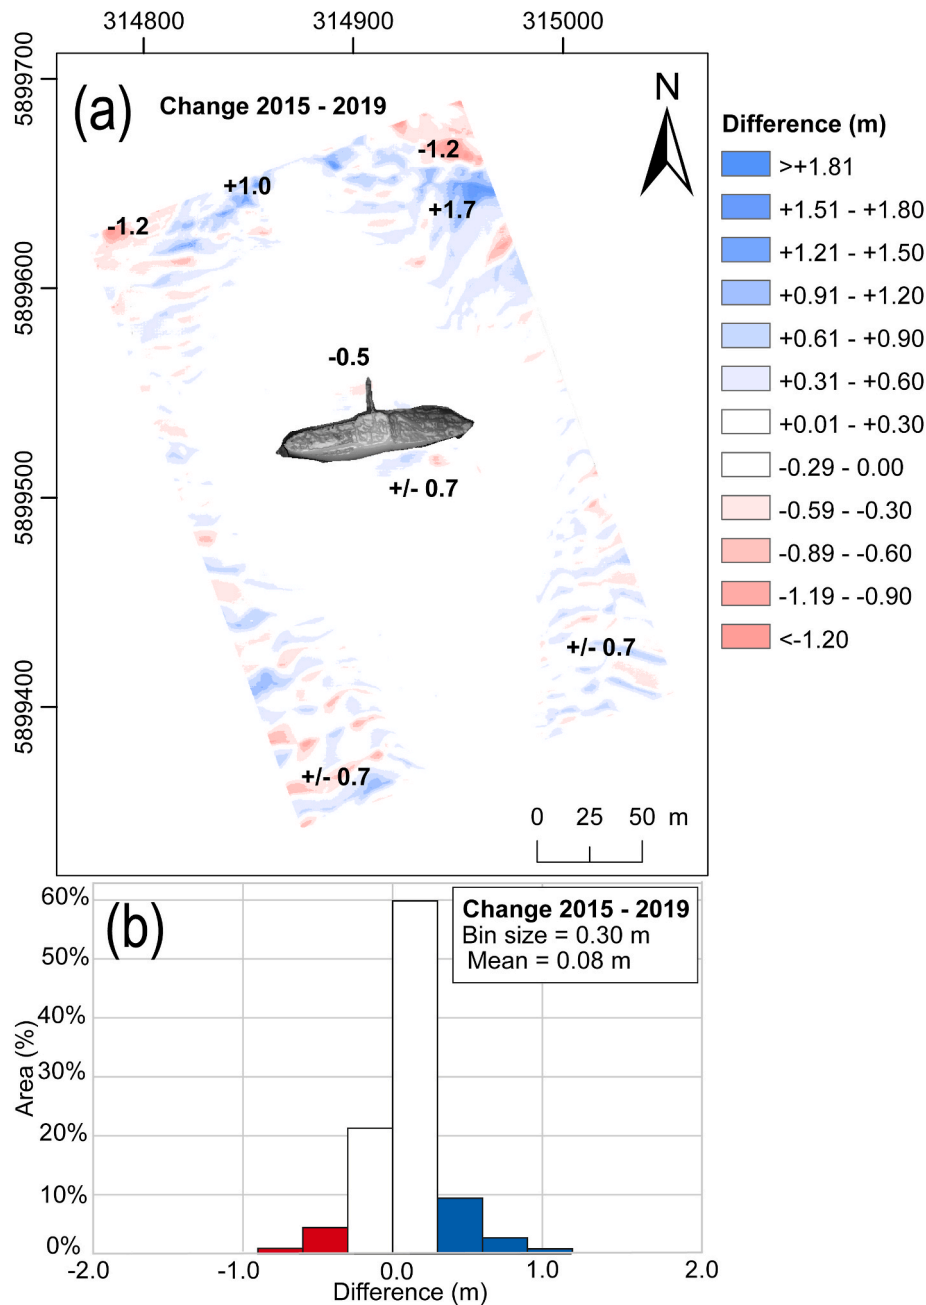 314800 314900 315000
5899700
(a)
Change 2015 - 2019
N
-1.2
+1.0
+1.7
-1.2
5899600
-0.5
+/- 0.7
5899500
+/- 0.7
5899400
+/- 0.7
0 25 50 m
Difference (m)
>+1.81
+1.51 - +1.80
+1.21 - +1.50
+0.91 - +1.20
+0.61 - +0.90
+0.31 - +0.60
+0.01 - +0.30
-0.29 - 0.00
-0.59 - -0.30
-0.89 - -0.60
-1.19 - -0.90
<-1.20
(b)
Change 2015 - 2019
Bin size = 0.30 m
Mean = 0.08 m
Area (%)
60%
50%
40%
30%
20%
10%
0%
-2.0 -1.0 0.0 1.0 2.0
Difference (m)